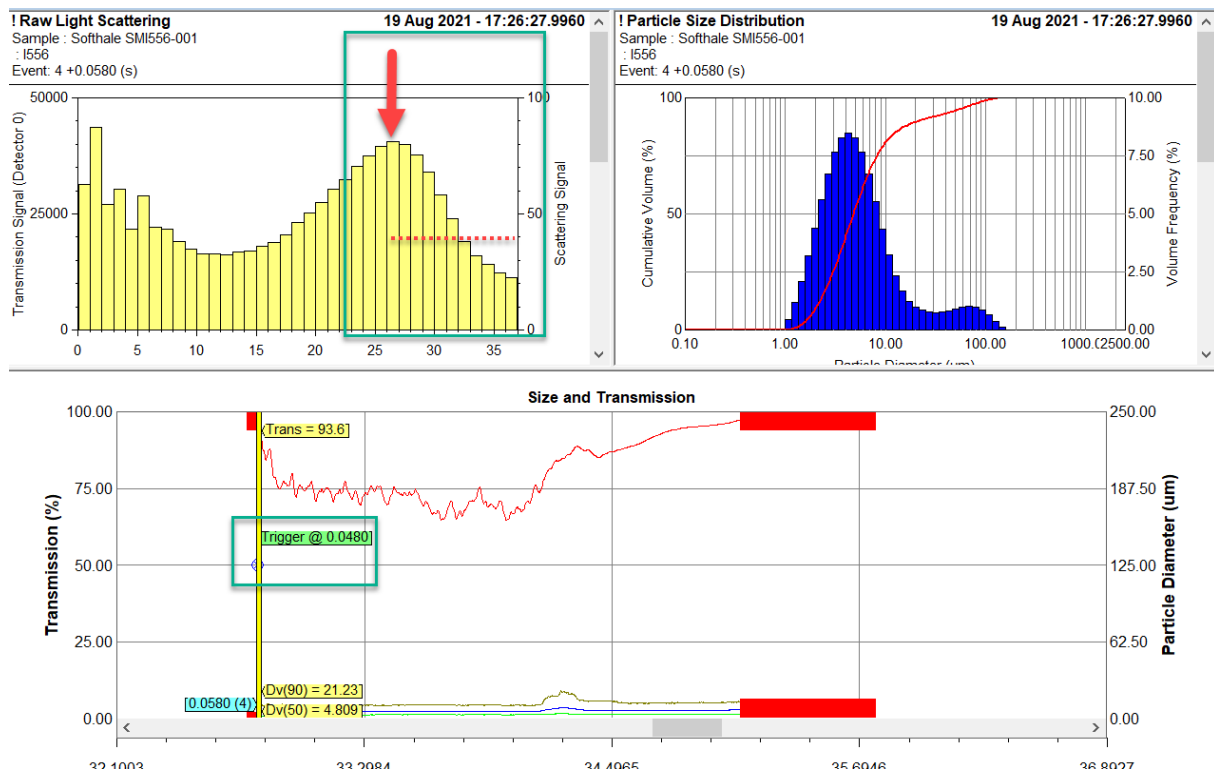 ! Raw Light Scattering 19 Aug 2021 - 17:26:27.9960
Sample : Softhale SMI556-001
: I556
Event: 4 +0.0580 (s)
50000
25000
0
Transmission Signal (Detector 0)
100
50
0
Scattering Signal
0 5 10 15 20 25 30 35
! Particle Size Distribution 19 Aug 2021 - 17:26:27.9960
Sample : Softhale SMI556-001
: I556
Event: 4 +0.0580 (s)
100
50
0
Cumulative Volume (%)
10.00
7.50
5.00
2.50
0.00
Volume Frequency (%)
0.10 1.00 10.00 100.00 1000.(2500.00
Particle Diameter (um)
Size and Transmission
100.00
75.00
50.00
25.00
0.00
Transmission (%)
Trans = 93.6]
Trigger @ 0.0480]
[0.0580 (4)
Dv(90) = 21.23]
Dv(50) = 4.809]
250.00
187.50
125.00
62.50
0.00
Particle Diameter (um)
32.1003 33.2984 34.4965 35.6946 36.8927